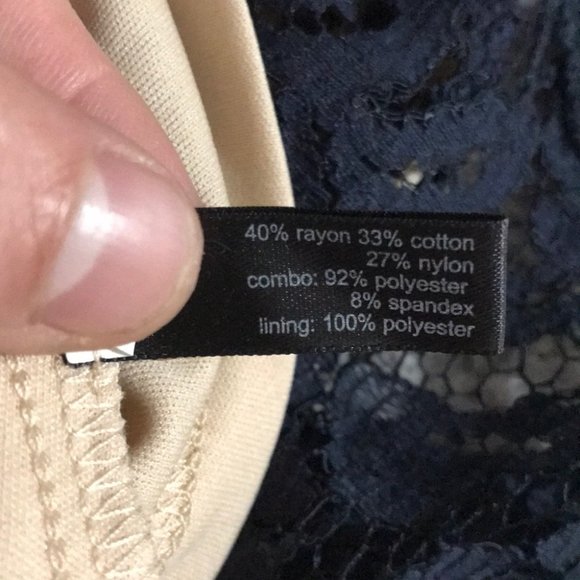 40% rayon 33% cotton
27% nylon
combo: 92% polyester
8% spandex
lining: 100% polyester